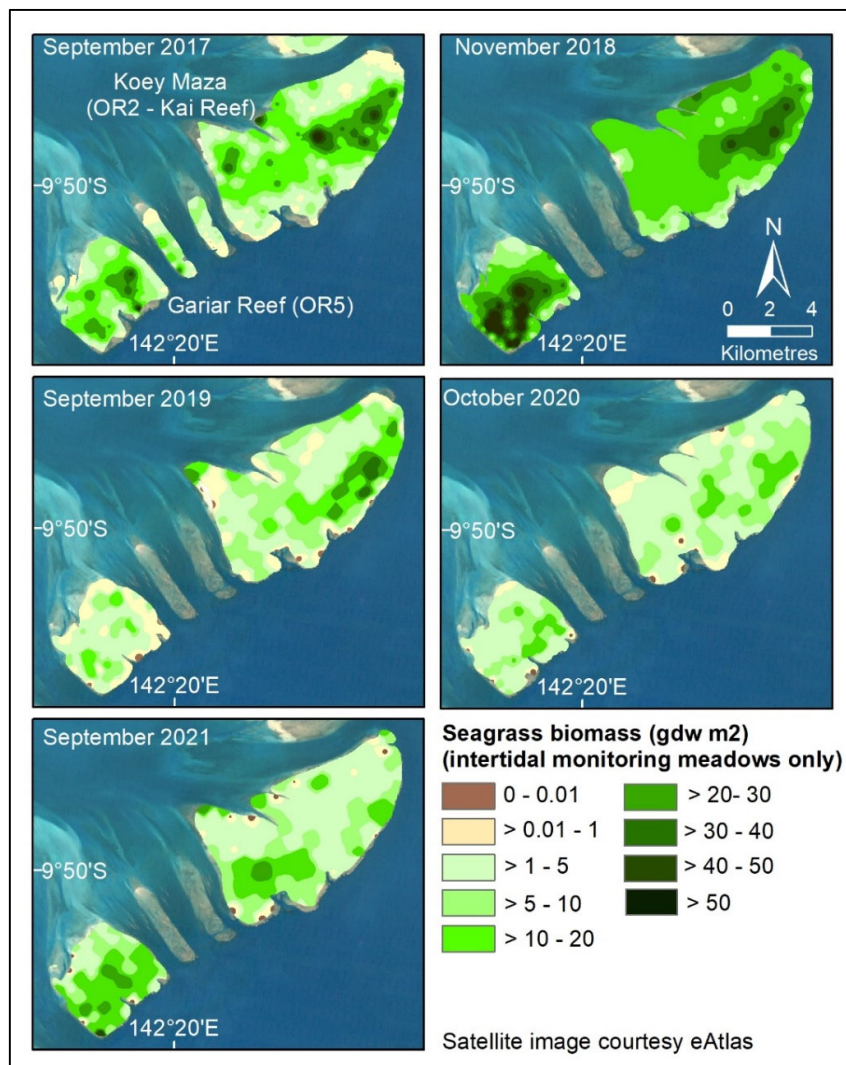 September 2017
Koey Maza
(OR2 - Kai Reef)
9°50'S
Gariar Reef (OR5)
142°20'E
November 2018
9°50'S
N
0 2 4
Kilometres
142°20'E
September 2019
9°50'S
142°20'E
October 2020
9°50'S
142°20'E
September 2021
9°50'S
142°20'E
Seagrass biomass (gdw m2)
(intertidal monitoring meadows only)
0 - 0.01
> 0.01 - 1
> 1 - 5
> 5 - 10
> 10 - 20
> 20- 30
> 30 - 40
> 40 - 50
> 50
Satellite image courtesy eAtlas